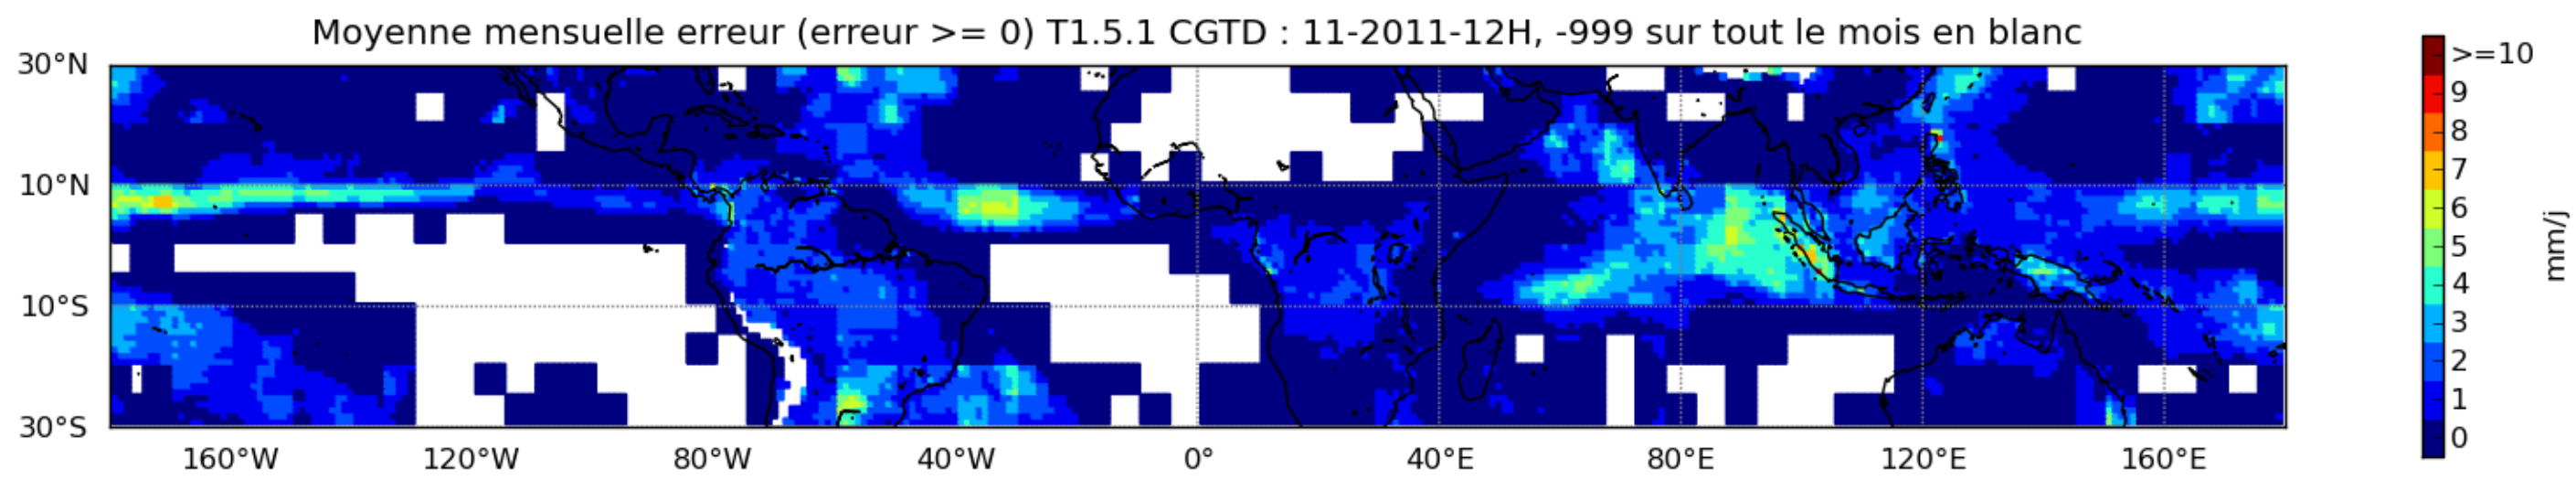 Moyenne mensuelle erreur (erreur >= 0) T1.5.1 CGTD : 11-2011-12H, -999 sur tout le mois en blanc
30°N
10°N
10°S
30°S
160°W 120°W 80°W 40°W 0° 40°E 80°E 120°E 160°E
>=10
9
8
7
6
5
4
3
2
1
0
mm/j